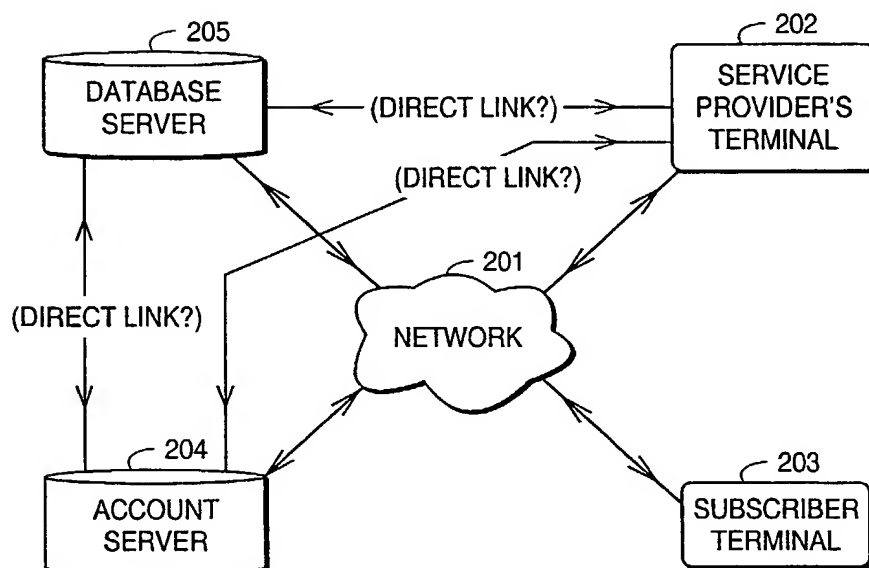 205
DATABASE
SERVER
202
SERVICE
PROVIDER'S
TERMINAL
(DIRECT LINK?)
(DIRECT LINK?)
201
NETWORK
(DIRECT LINK?)
204
ACCOUNT
SERVER
203
SUBSCRIBER
TERMINAL